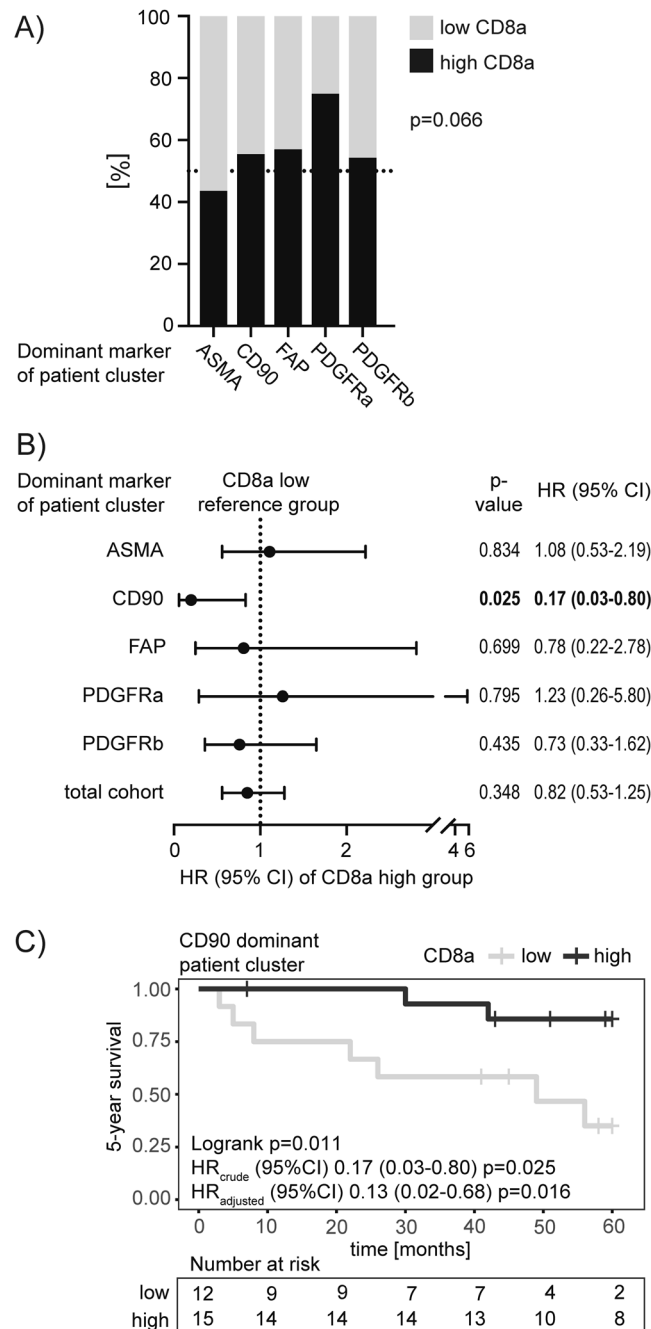 A)
100
80
60
40
20
0
[%]
low CD8a
high CD8a
p=0.066
Dominant marker
of patient cluster
ASMA
CD90
FAP
PDGFRa
PDGFRb
B)
Dominant marker
of patient cluster
CD8a low
reference group
p-
value
HR (95% CI)
ASMA 0.834 1.08 (0.53-2.19)
CD90 0.025 0.17 (0.03-0.80)
FAP 0.699 0.78 (0.22-2.78)
PDGFRa 0.795 1.23 (0.26-5.80)
PDGFRb 0.435 0.73 (0.33-1.62)
total cohort 0.348 0.82 (0.53-1.25)
0 1 2 4 6
HR (95% CI) of CD8a high group
C)
CD90 dominant
patient cluster
CD8a low high
1.00
0.75
0.50
0.25
0.00
5-year survival
Logrank p=0.011
HRcrude (95%CI) 0.17 (0.03-0.80) p=0.025
HRadjusted (95%CI) 0.13 (0.02-0.68) p=0.016
0 10 20 30 40 50 60
time [months]
Number at risk
low 12 9 9 7 7 4 2
high 15 14 14 14 13 10 8